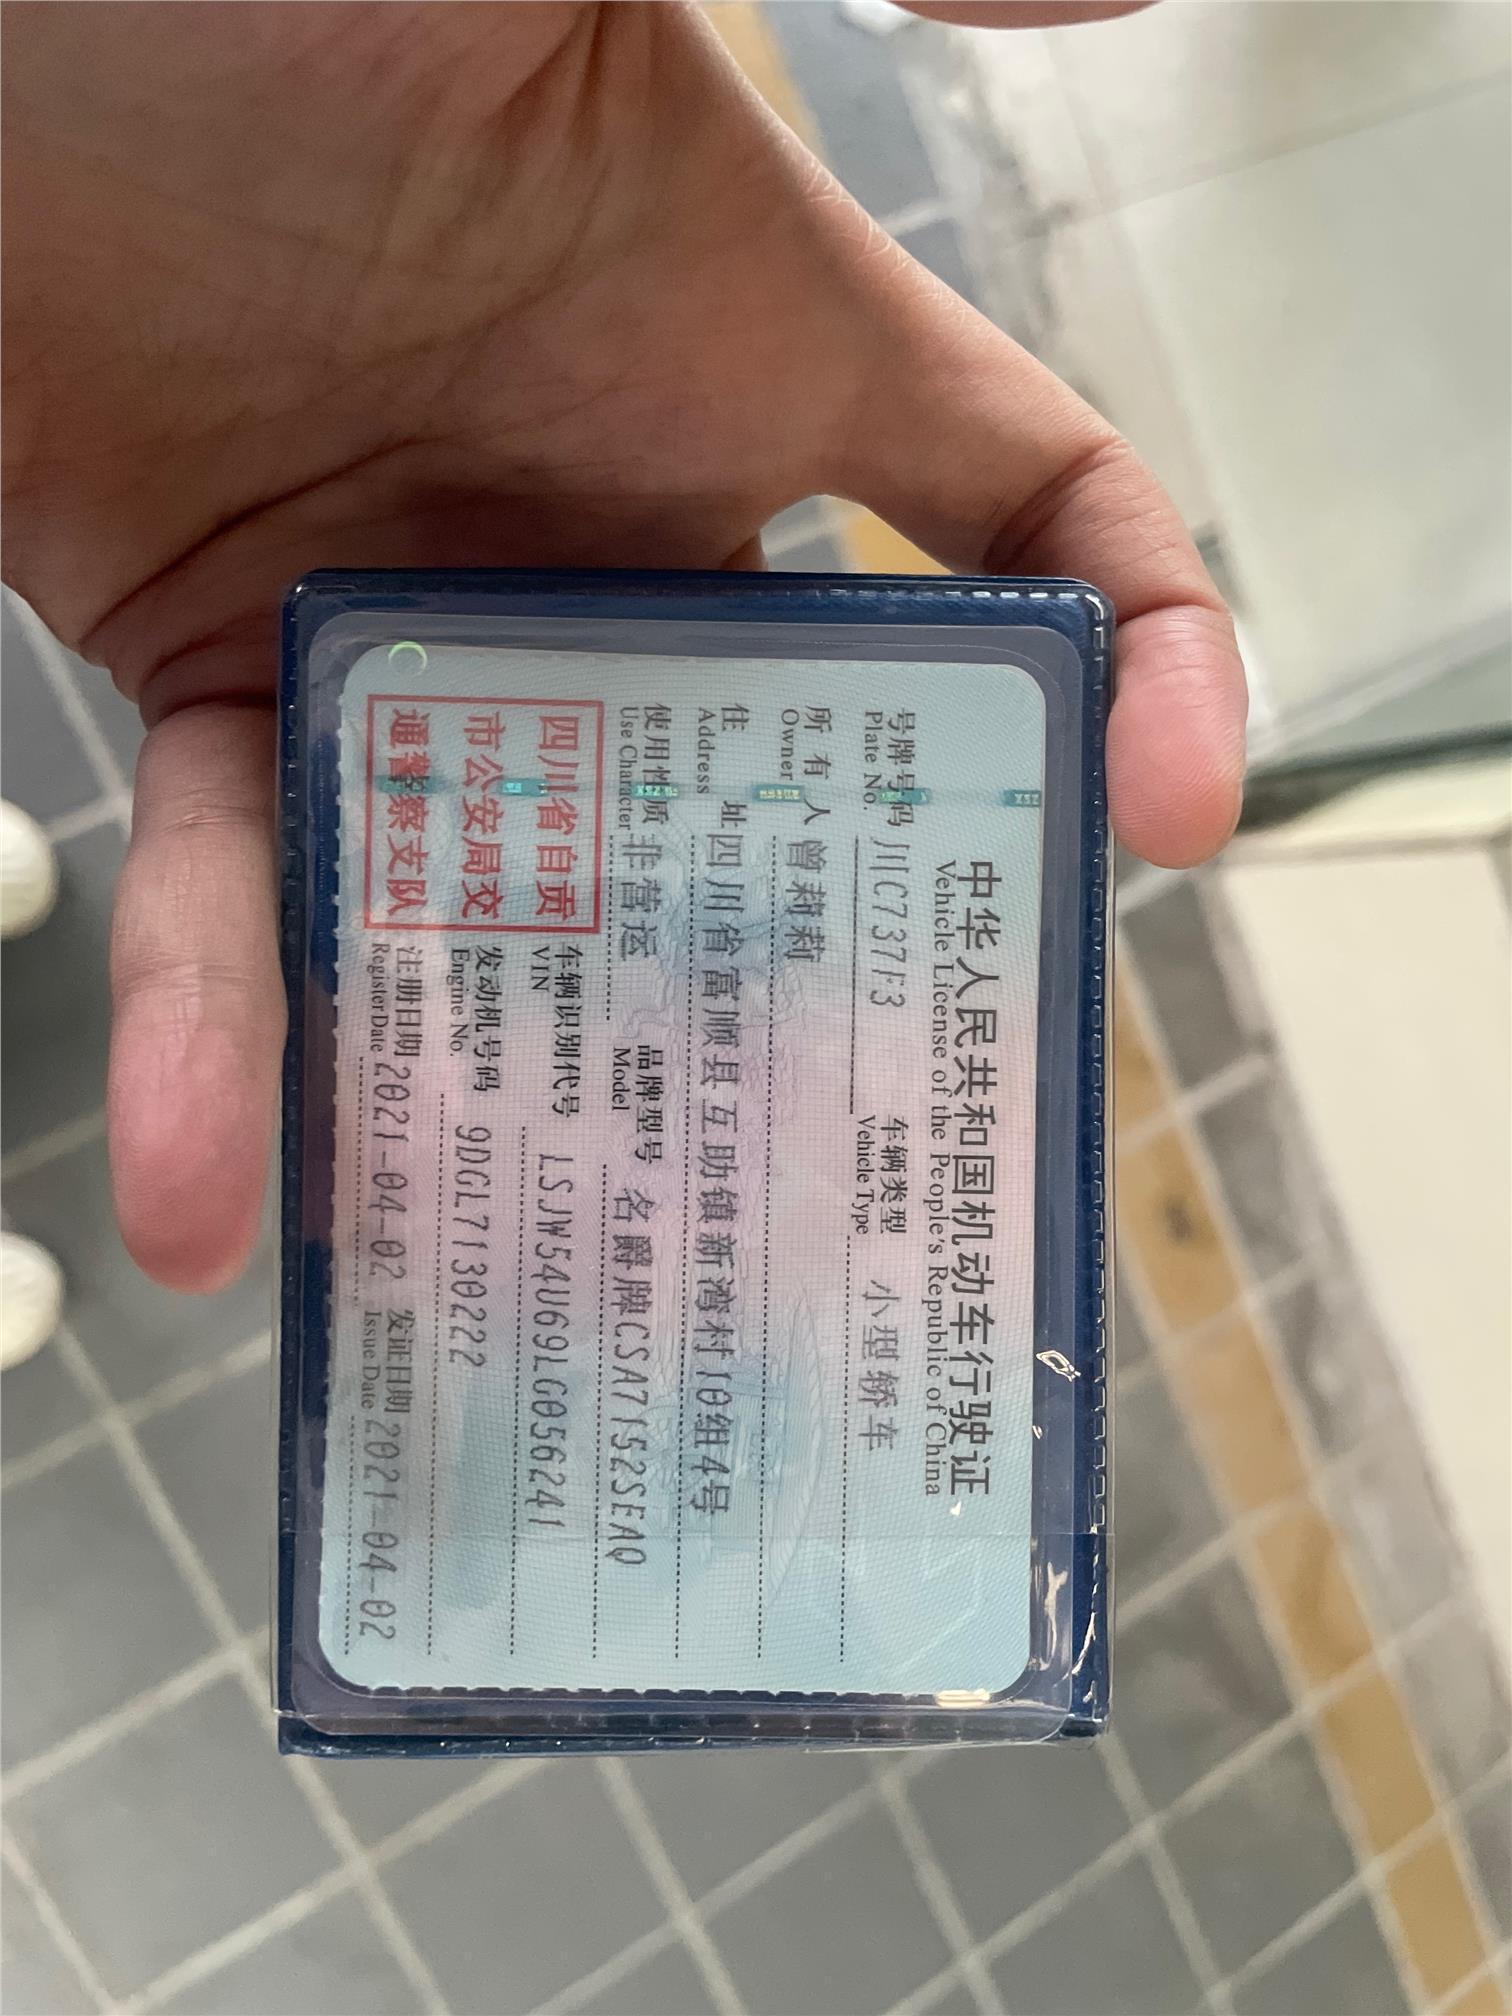 中华人民共和国机动车行驶证
Vehicle License of the People's Republic of China
号牌号码 川C737F3 车辆类型 小型轿车
Plate No. Vehicle Type
所有人 曾莉莉
Owner
住址 四川省富顺县互助镇新湾村10组4号
Address
使用性质 非营运 品牌型号 名爵牌CSA7152SEAQ
Use Character Model
四川省自贡
市公安局交
通警察支队
车辆识别代号 LSJW54U69LG056241
VIN
发动机号码 9DGL7130222
Engine No.
注册日期 2021-04-02 发证日期 2021-04-02
Register Date Issue Date